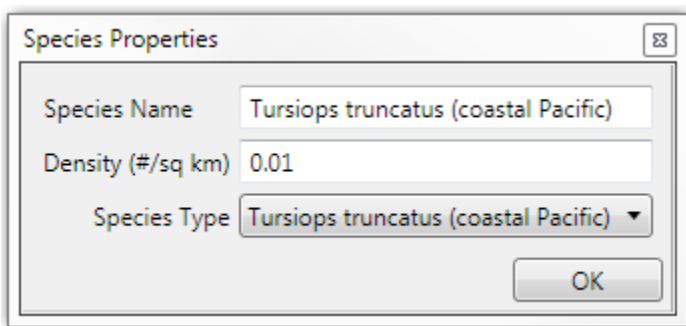 Species Properties
Species Name Tursiops truncatus (coastal Pacific)
Density (#/sq km) 0.01
Species Type Tursiops truncatus (coastal Pacific)
OK